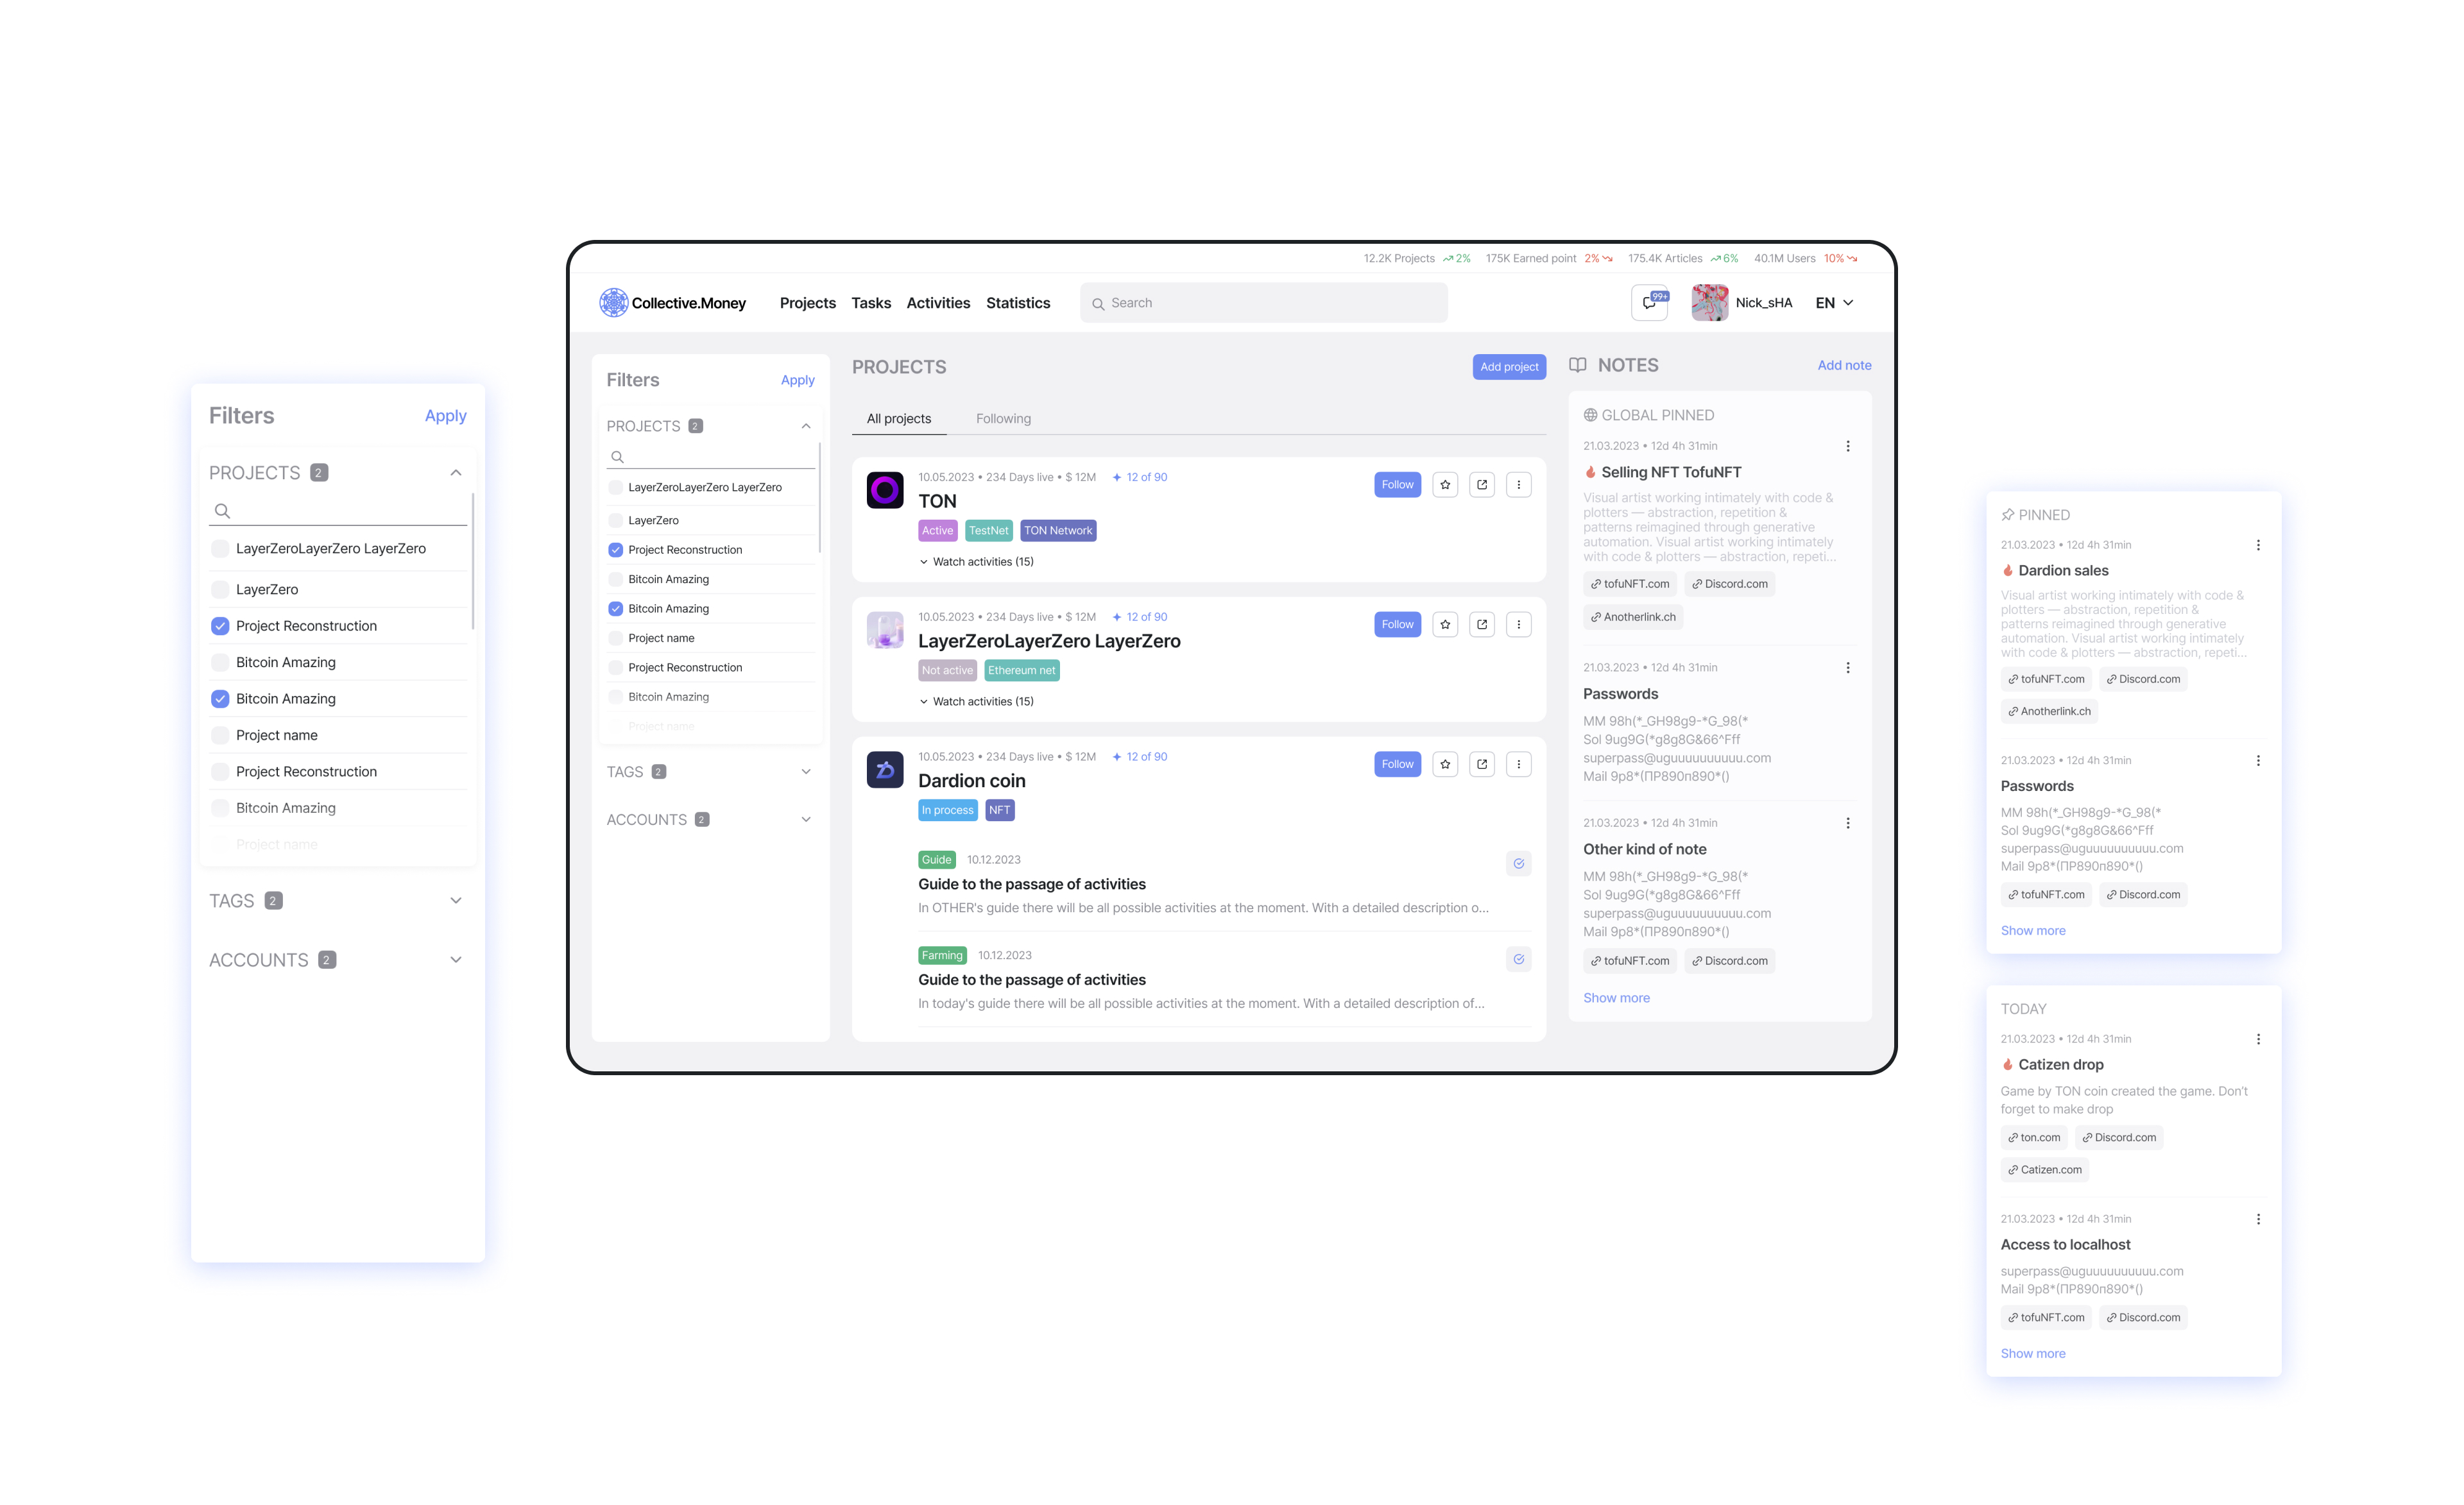 Filters
Apply
PROJECTS 2
LayerZeroLayerZero LayerZero
LayerZero
Project Reconstruction
Bitcoin Amazing
Bitcoin Amazing
Project name
Project Reconstruction
Bitcoin Amazing
Project name
TAGS 2
ACCOUNTS 2
12.2K Projects 2%
175K Earned point 2%
175.4K Articles 6%
40.1M Users 10%
Collective.Money
Projects
Tasks
Activities
Statistics
Search
99+
Nick_sHA
EN
Filters
Apply
PROJECTS 2
LayerZeroLayerZero LayerZero
LayerZero
Project Reconstruction
Bitcoin Amazing
Bitcoin Amazing
Project name
Project Reconstruction
Bitcoin Amazing
Project name
TAGS 2
ACCOUNTS 2
PROJECTS
Add project
All projects
Following
10.05.2023 • 234 Days live • $ 12M 12 of 90
TON
Active TestNet TON Network
Watch activities (15)
Follow
10.05.2023 • 234 Days live • $ 12M 12 of 90
LayerZeroLayerZero LayerZero
Not active Ethereum net
Watch activities (15)
Follow
10.05.2023 • 234 Days live • $ 12M 12 of 90
Dardion coin
In process NFT
Follow
Guide 10.12.2023
Guide to the passage of activities
In OTHER's guide there will be all possible activities at the moment. With a detailed description o...
Farming 10.12.2023
Guide to the passage of activities
In today's guide there will be all possible activities at the moment. With a detailed description of...
NOTES
Add note
GLOBAL PINNED
21.03.2023 • 12d 4h 31min
Selling NFT TofuNFT
Visual artist working intimately with code &
plotters — abstraction, repetition &
patterns reimagined through generative
automation. Visual artist working intimately
with code & plotters — abstraction, repeti...
tofuNFT.com Discord.com
Anotherlink.ch
21.03.2023 • 12d 4h 31min
Passwords
MM 98h(*_GH98g9-*G_98(*
Sol 9ug9G(*g8g8G&66^Fff
superpass@uguuuuuuuuuu.com
Mail 9p8*(ПР890п890*()
21.03.2023 • 12d 4h 31min
Other kind of note
MM 98h(*_GH98g9-*G_98(*
Sol 9ug9G(*g8g8G&66^Fff
superpass@uguuuuuuuuuu.com
Mail 9p8*(ПР890п890*()
tofuNFT.com Discord.com
Show more
PINNED
21.03.2023 • 12d 4h 31min
Dardion sales
Visual artist working intimately with code &
plotters — abstraction, repetition &
patterns reimagined through generative
automation. Visual artist working intimately
with code & plotters — abstraction, repeti...
tofuNFT.com Discord.com
Anotherlink.ch
21.03.2023 • 12d 4h 31min
Passwords
MM 98h(*_GH98g9-*G_98(*
Sol 9ug9G(*g8g8G&66^Fff
superpass@uguuuuuuuuuu.com
Mail 9p8*(ПР890п890*()
tofuNFT.com Discord.com
Show more
TODAY
21.03.2023 • 12d 4h 31min
Catizen drop
Game by TON coin created the game. Don't
forget to make drop
ton.com Discord.com
Catizen.com
21.03.2023 • 12d 4h 31min
Access to localhost
superpass@uguuuuuuuuuu.com
Mail 9p8*(ПР890п890*()
tofuNFT.com Discord.com
Show more